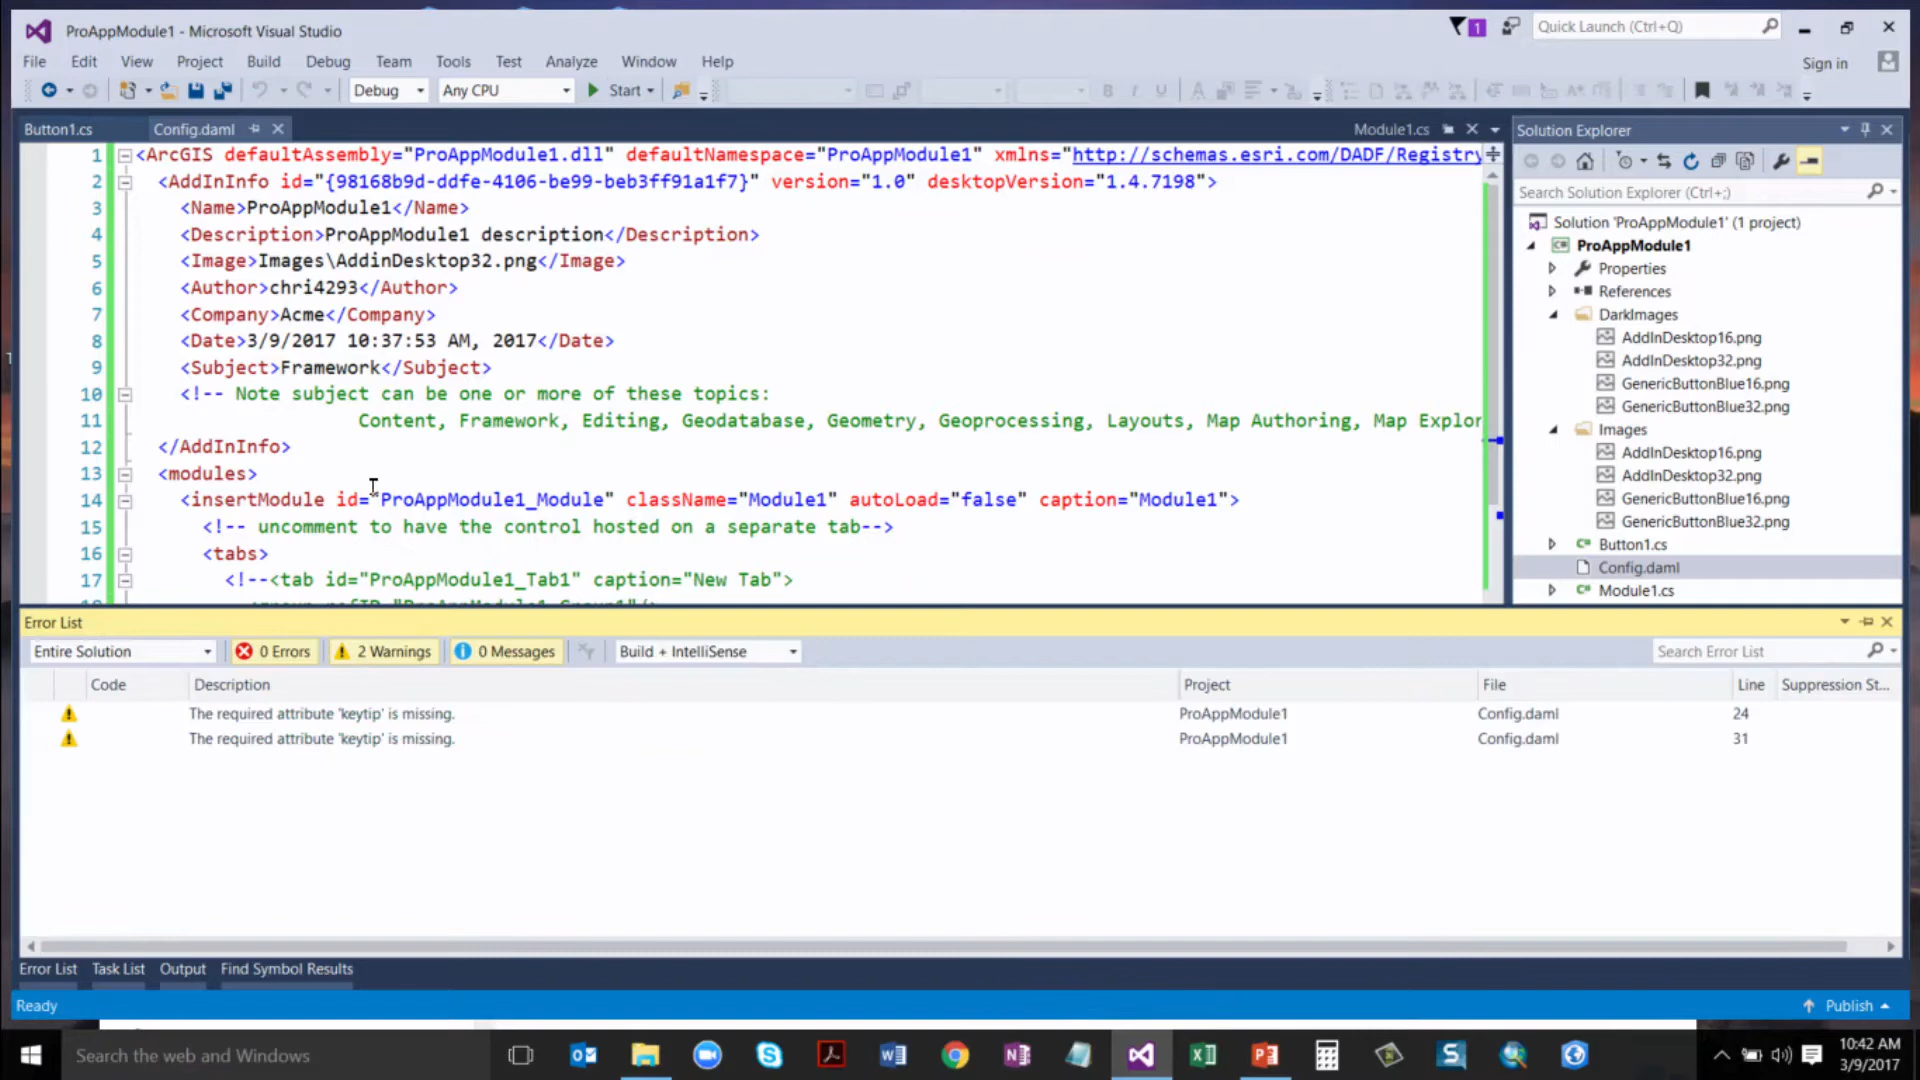 ProAppModule1 - Microsoft Visual Studio
1
Quick Launch (Ctrl+Q)
File Edit View Project Build Debug Team Tools Test Analyze Window Help
Sign in
Debug Any CPU Start
Button1.cs Config.daml Module1.cs
1 <ArcGIS defaultAssembly="ProAppModule1.dll" defaultNamespace="ProAppModule1" xmlns="http://schemas.esri.com/DADF/Registry
2 <AddInInfo id="{98168b9d-ddfe-4106-be99-beb3ff91a1f7}" version="1.0" desktopVersion="1.4.7198">
3 <Name>ProAppModule1</Name>
4 <Description>ProAppModule1 description</Description>
5 <Image>Images\AddinDesktop32.png</Image>
6 <Author>chri4293</Author>
7 <Company>Acme</Company>
8 <Date>3/9/2017 10:37:53 AM, 2017</Date>
9 <Subject>Framework</Subject>
10 <!-- Note subject can be one or more of these topics:
11 Content, Framework, Editing, Geodatabase, Geometry, Geoprocessing, Layouts, Map Authoring, Map Explor
12 </AddInInfo>
13 <modules>
14 <insertModule id="ProAppModule1_Module" className="Module1" autoLoad="false" caption="Module1">
15 <!-- uncomment to have the control hosted on a separate tab-->
16 <tabs>
17 <!--<tab id="ProAppModule1_Tab1" caption="New Tab">
Solution Explorer
Search Solution Explorer (Ctrl+;)
Solution 'ProAppModule1' (1 project)
ProAppModule1
Properties
References
DarkImages
AddInDesktop16.png
AddInDesktop32.png
GenericButtonBlue16.png
GenericButtonBlue32.png
Images
AddInDesktop16.png
AddInDesktop32.png
GenericButtonBlue16.png
GenericButtonBlue32.png
Button1.cs
Config.daml
Module1.cs
Error List
Entire Solution 0 Errors 2 Warnings 0 Messages Build + IntelliSense Search Error List
Code Description Project File Line Suppression St...
The required attribute 'keytip' is missing. ProAppModule1 Config.daml 24
The required attribute 'keytip' is missing. ProAppModule1 Config.daml 31
Error List Task List Output Find Symbol Results
Ready Publish
Search the web and Windows
10:42 AM
3/9/2017